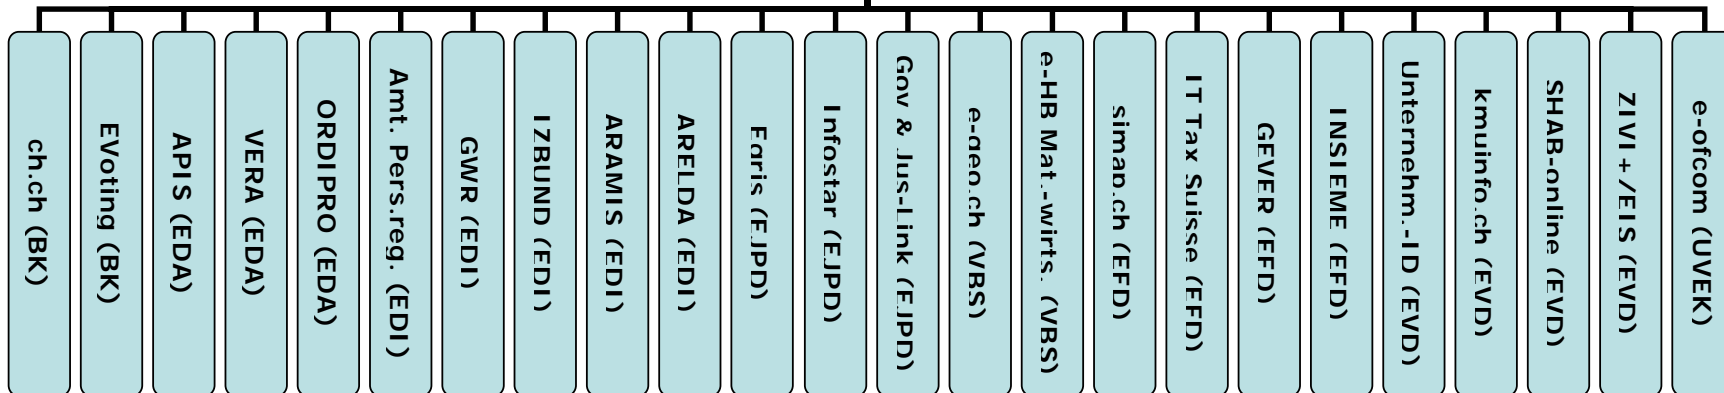 ch.ch (BK)
EVoting (BK)
APIS (EDA)
VERA (EDA)
ORDIPRO (EDA)
Amt. Pers.reg. (EDI)
GWR (EDI)
IZBUND (EDI)
ARAMIS (EDI)
ARELDA (EDI)
Egris (EJPD)
Infostar (EJPD)
Gov & Jus-Link (EJPD)
e-geo.ch (VBS)
e-HB Mat.-wirts. (VBS)
simap.ch (EFD)
IT Tax Suisse (EFD)
GEVER (EFD)
INSIEME (EFD)
Unternehm.-ID (EVD)
kmuinfo.ch (EVD)
SHAB-online (EVD)
ZIVI+/EIS (EVD)
e-ofcom (UVEK)